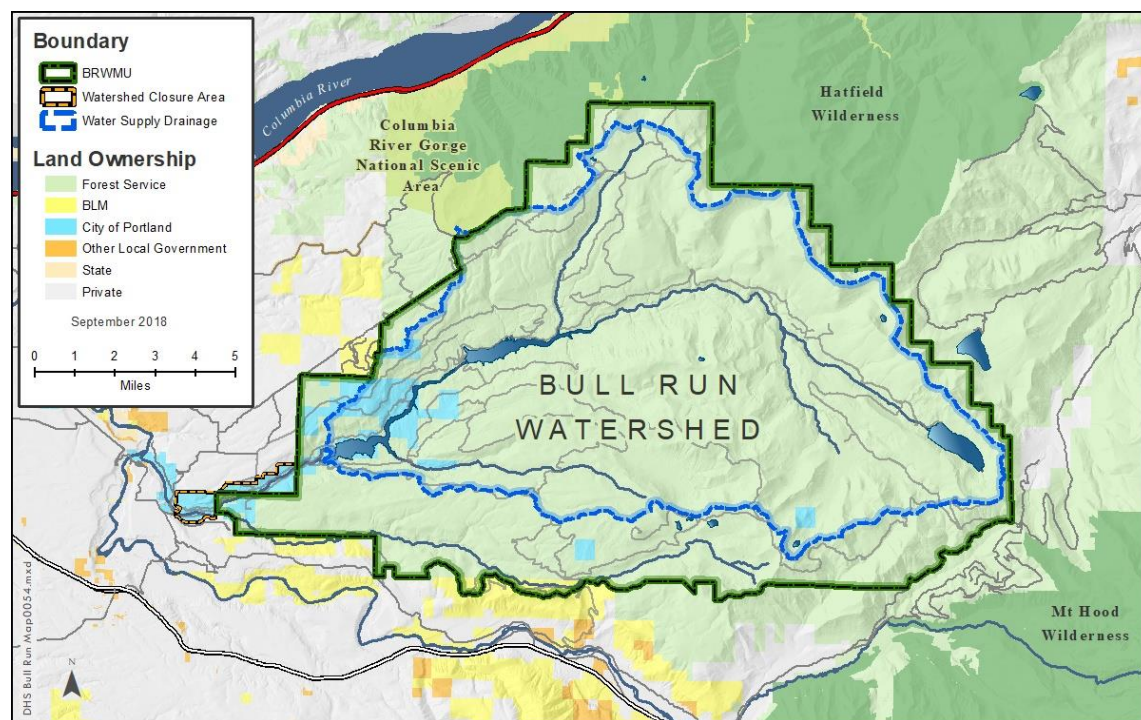 Boundary
BRWMU
Watershed Closure Area
Water Supply Drainage
Land Ownership
Forest Service
BLM
City of Portland
Other Local Government
State
Private
September 2018
0 1 2 3 4 5
Miles
Columbia River
Columbia
River Gorge
National Scenic
Area
Hatfield
Wilderness
BULL RUN
WATERSHED
Mt Hood
Wilderness
N
DHS Bull Run Map0054.mxd